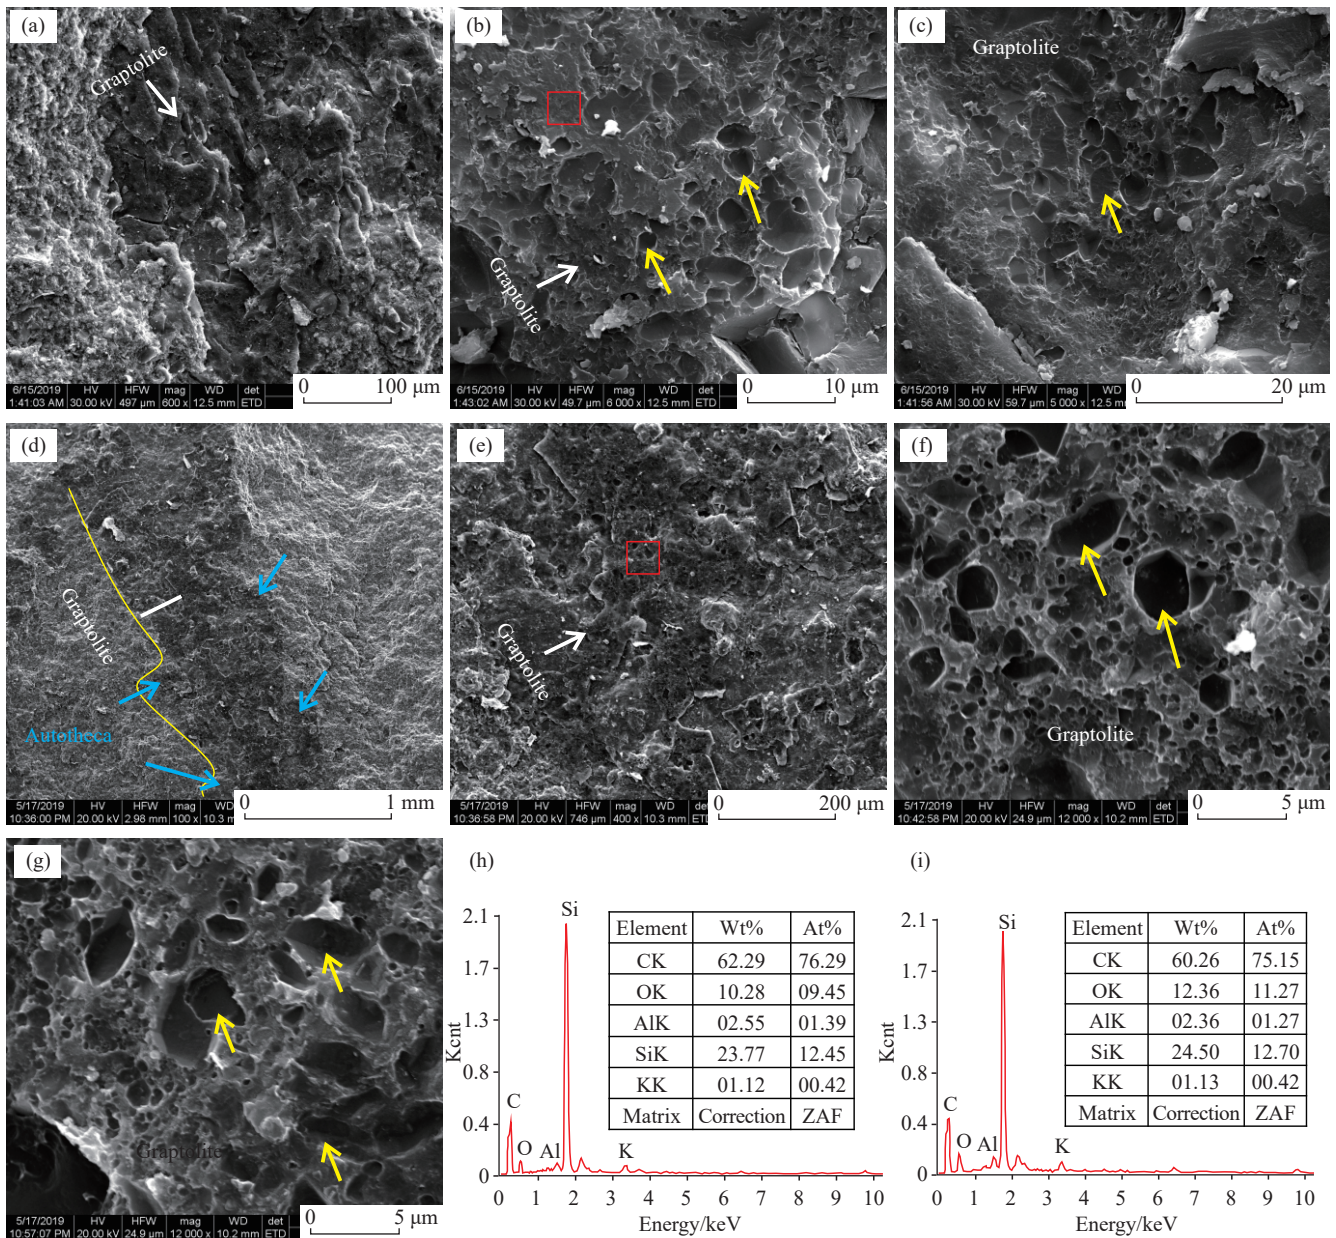 (a)
Graptolite
6/15/2019 HV HFW mag WD det
1:41:03 AM 30.00 kV 497 μm 600 x 12.5 mm ETD
0 100 μm
(b)
Graptolite
6/15/2019 HV HFW mag WD
1:43:02 AM 30.00 kV 49.7 μm 6 000 x 12.5 mm
0 10 μm
(c)
Graptolite
6/15/2019 HV HFW mag WD
1:41:56 AM 30.00 kV 59.7 μm 5 000 x 12.5 m
0 20 μm
(d)
Graptolite
Autotheca
5/17/2019 HV HFW mag WD
10:36:00 PM 20.00 kV 2.98 mm 100 x 10.3 m
0 1 mm
(e)
Graptolite
5/17/2019 HV HFW mag WD det
10:36:58 PM 20.00 kV 746 μm 400 x 10.3 mm ETD
0 200 μm
(f)
Graptolite
5/17/2019 HV HFW mag WD det
10:42:58 PM 20.00 kV 24.9 μm 12 000 x 10.2 mm ETD
0 5 μm
(g)
Graptolite
5/17/2019 HV HFW mag WD det
10:57:07 PM 20.00 kV 24.9 μm 12 000 x 10.2 mm ETD
0 5 μm
(h)
Kcnt
2.1
1.7
1.3
0.8
0.4
0
Si
C
O
Al
K
Element Wt% At%
CK 62.29 76.29
OK 10.28 09.45
AlK 02.55 01.39
SiK 23.77 12.45
KK 01.12 00.42
Matrix Correction ZAF
0 1 2 3 4 5 6 7 8 9 10
Energy/keV
(i)
Kcnt
2.1
1.7
1.3
0.8
0.4
0
Si
C
O
Al
K
Element Wt% At%
CK 60.26 75.15
OK 12.36 11.27
AlK 02.36 01.27
SiK 24.50 12.70
KK 01.13 00.42
Matrix Correction ZAF
0 1 2 3 4 5 6 7 8 9 10
Energy/keV